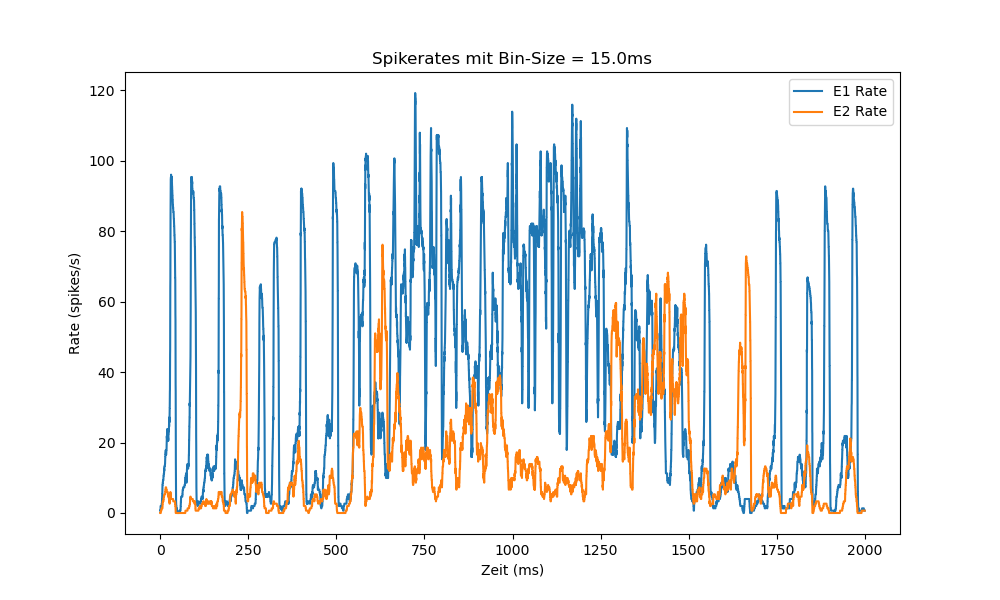 Spikerates mit Bin-Size = 15.0ms
E1 Rate
E2 Rate
120
100
80
60
40
20
0
Rate (spikes/s)
0 250 500 750 1000 1250 1500 1750 2000
Zeit (ms)